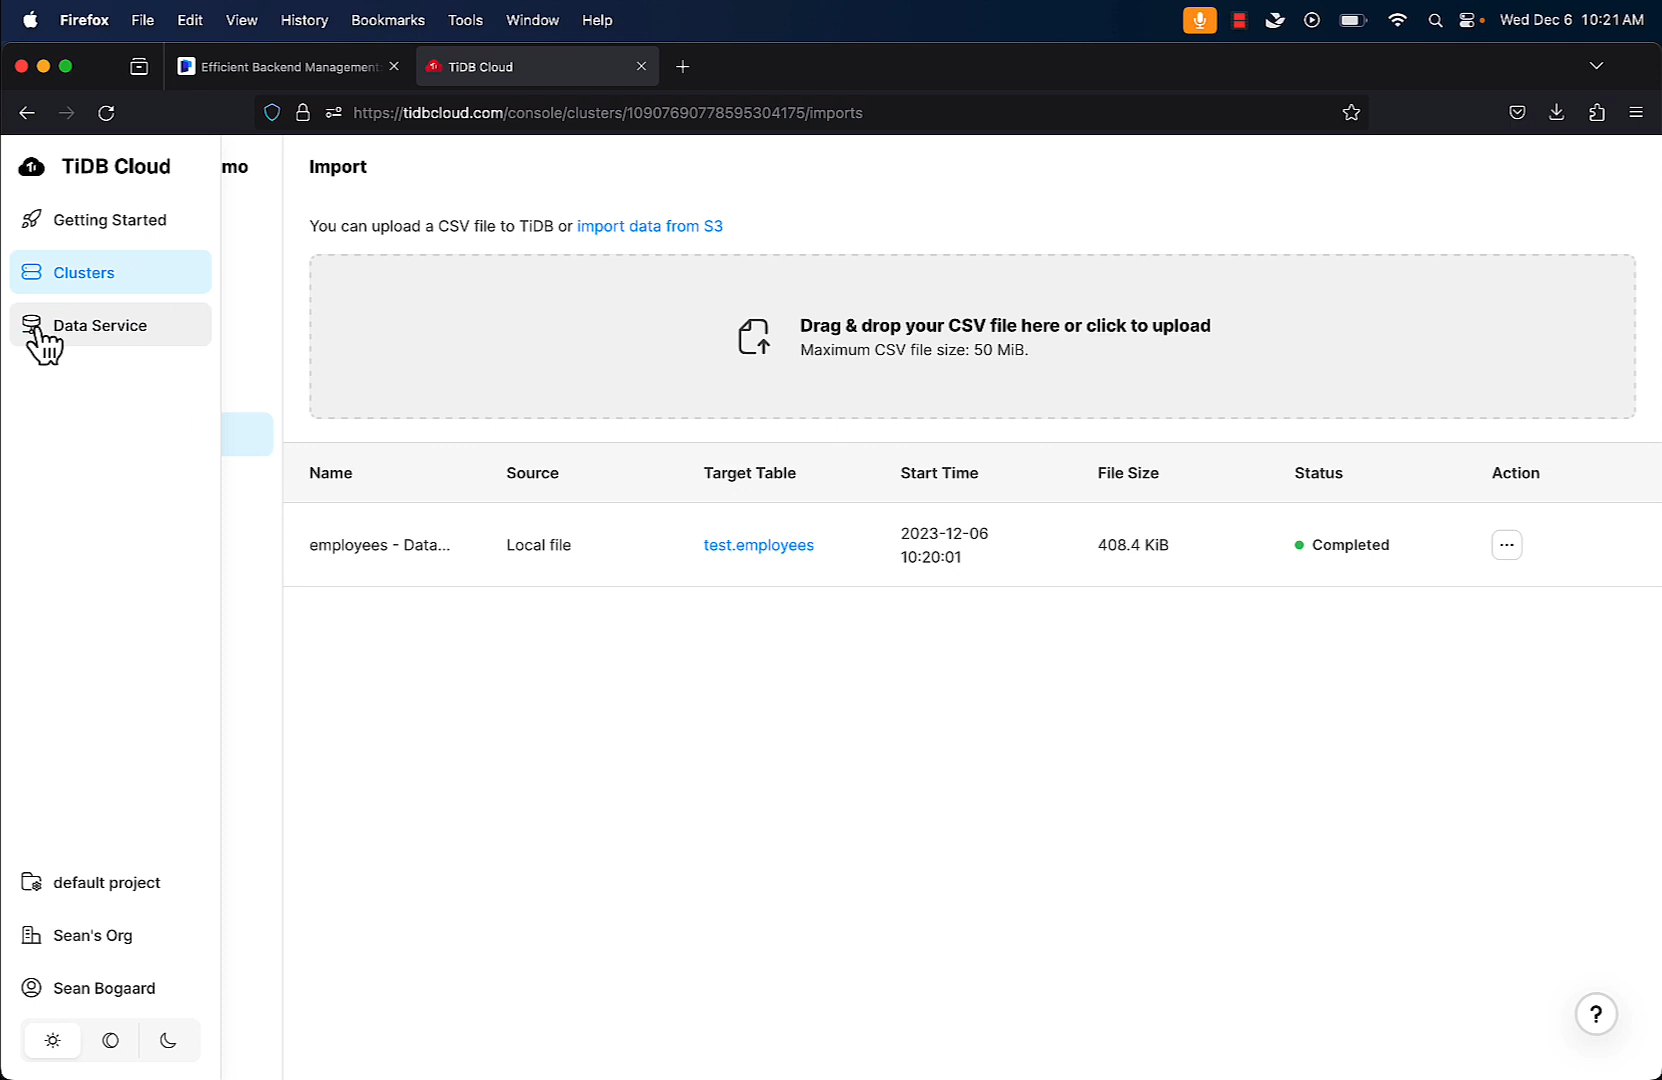 Firefox File Edit View History Bookmarks Tools Window Help Wed Dec 6 10:21 AM
Efficient Backend Management
TiDB Cloud
https://tidbcloud.com/console/clusters/10907690778595304175/imports
TiDB Cloud
mo
Import
Getting Started
You can upload a CSV file to TiDB or import data from S3
Clusters
Data Service
Drag & drop your CSV file here or click to upload
Maximum CSV file size: 50 MiB.
Name Source Target Table Start Time File Size Status Action
employees - Data... Local file test.employees 2023-12-06 10:20:01 408.4 KiB Completed
default project
Sean's Org
Sean Bogaard
?